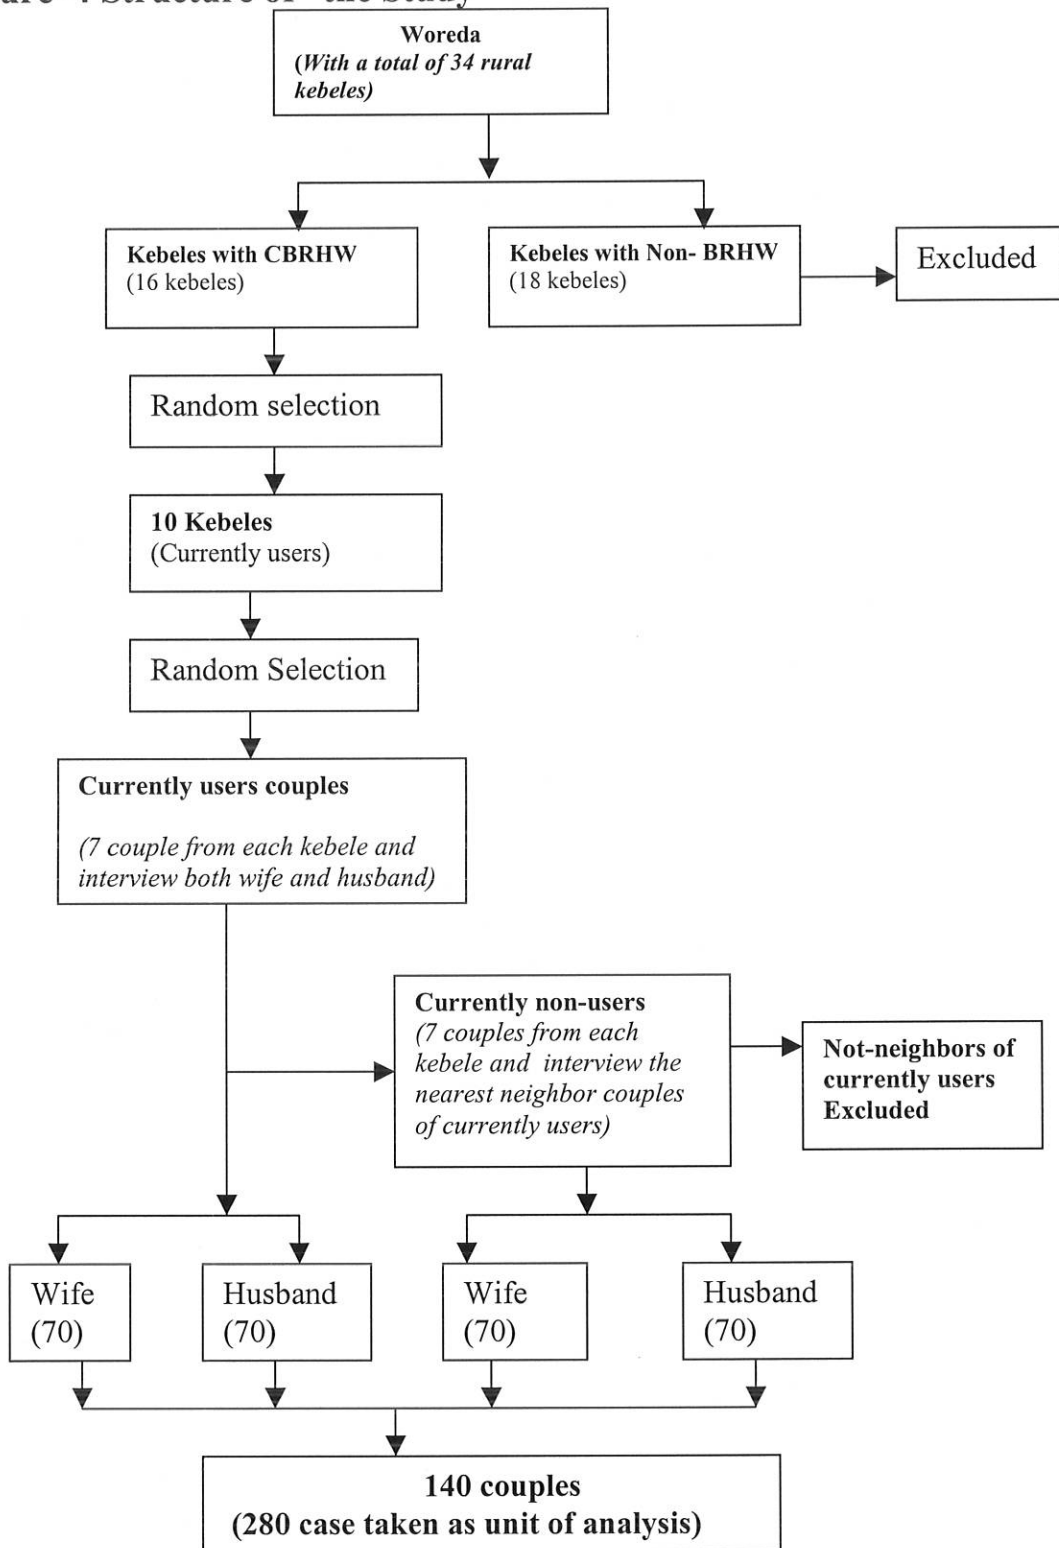 Structure of the Study
Woreda
(With a total of 34 rural
kebeles)
Kebeles with CBRHW
(16 kebeles)
Kebeles with Non- BRHW
(18 kebeles)
Excluded
Random selection
10 Kebeles
(Currently users)
Random Selection
Currently users couples
(7 couple from each kebele and
interview both wife and husband)
Currently non-users
(7 couples from each
kebele and interview the
nearest neighbor couples
of currently users)
Not-neighbors of
currently users
Excluded
Wife
(70)
Husband
(70)
Wife
(70)
Husband
(70)
140 couples
(280 case taken as unit of analysis)